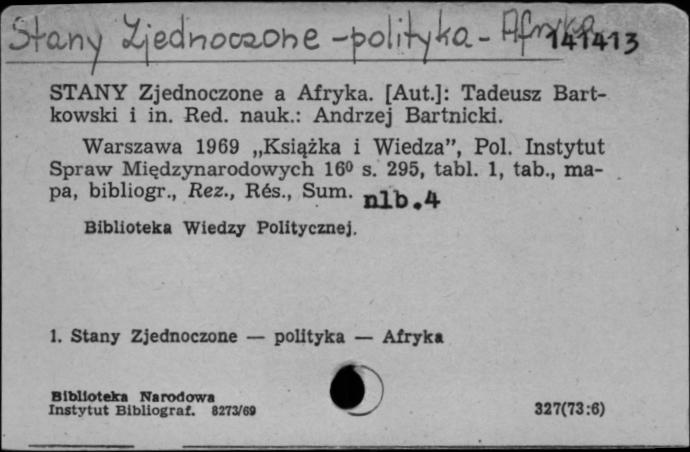 Stany Zjednoczone - polityka - Afryka 141413
STANY Zjednoczone a Afryka. [Aut.]: Tadeusz Bart-
kowski i in. Red. nauk.: Andrzej Bartnicki.
Warszawa 1969 „Książka i Wiedza”, Pol. Instytut
Spraw Międzynarodowych 16⁰ s. 295, tabl. 1, tab., ma-
pa, bibliogr., Rez., Rés., Sum. nlb.4
Biblioteka Wiedzy Politycznej.
1. Stany Zjednoczone — polityka — Afryka
Biblioteka Narodowa
Instytut Bibliograf. 8273/69 327(73:6)